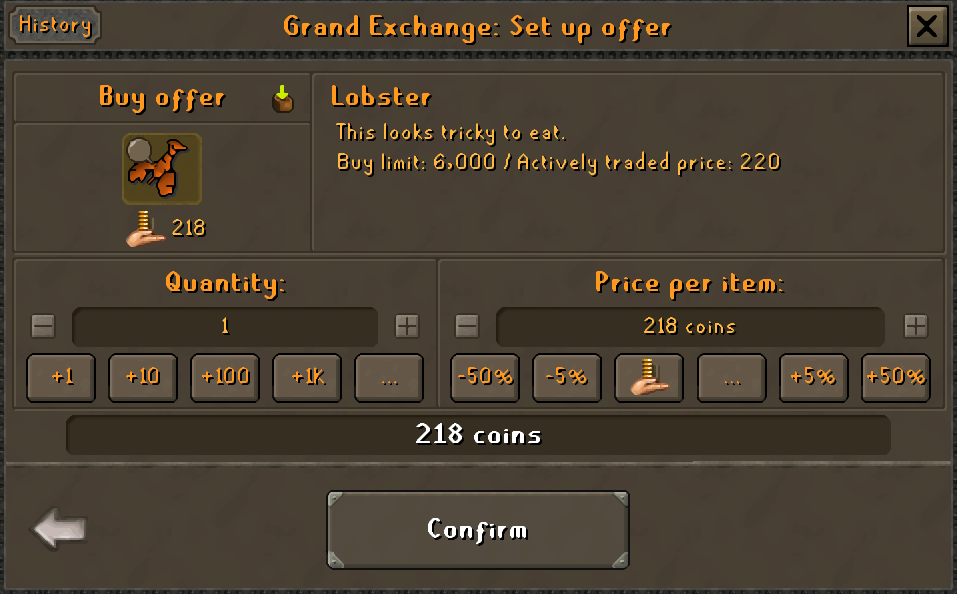 History
Grand Exchange: Set up offer
Buy offer
Lobster
This looks tricky to eat.
Buy limit: 6,000 / Actively traded price: 220
218
Quantity:
Price per item:
1
218 coins
+1 +10 +100 +1K ...
-50% -5% ... +5% +50%
218 coins
Confirm